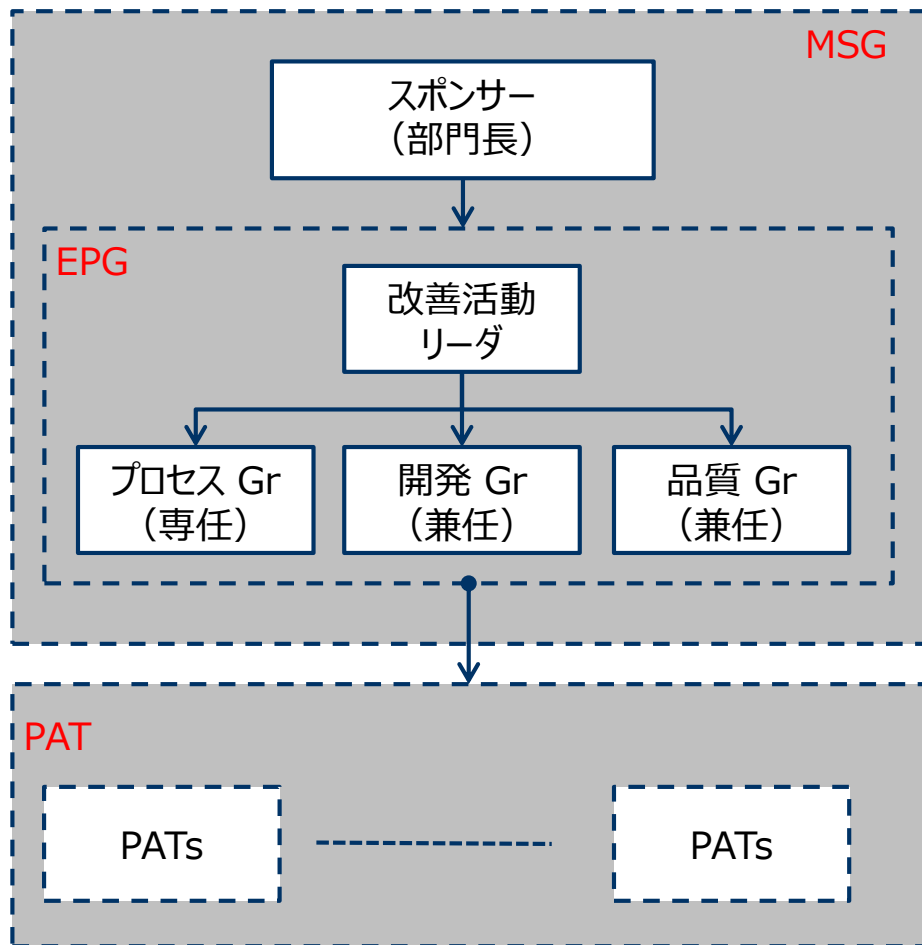 MSG
スポンサー
（部門長）
EPG
改善活動
リーダ
プロセス Gr
（専任）
開発 Gr
（兼任）
品質 Gr
（兼任）
PAT
PATs
PATs